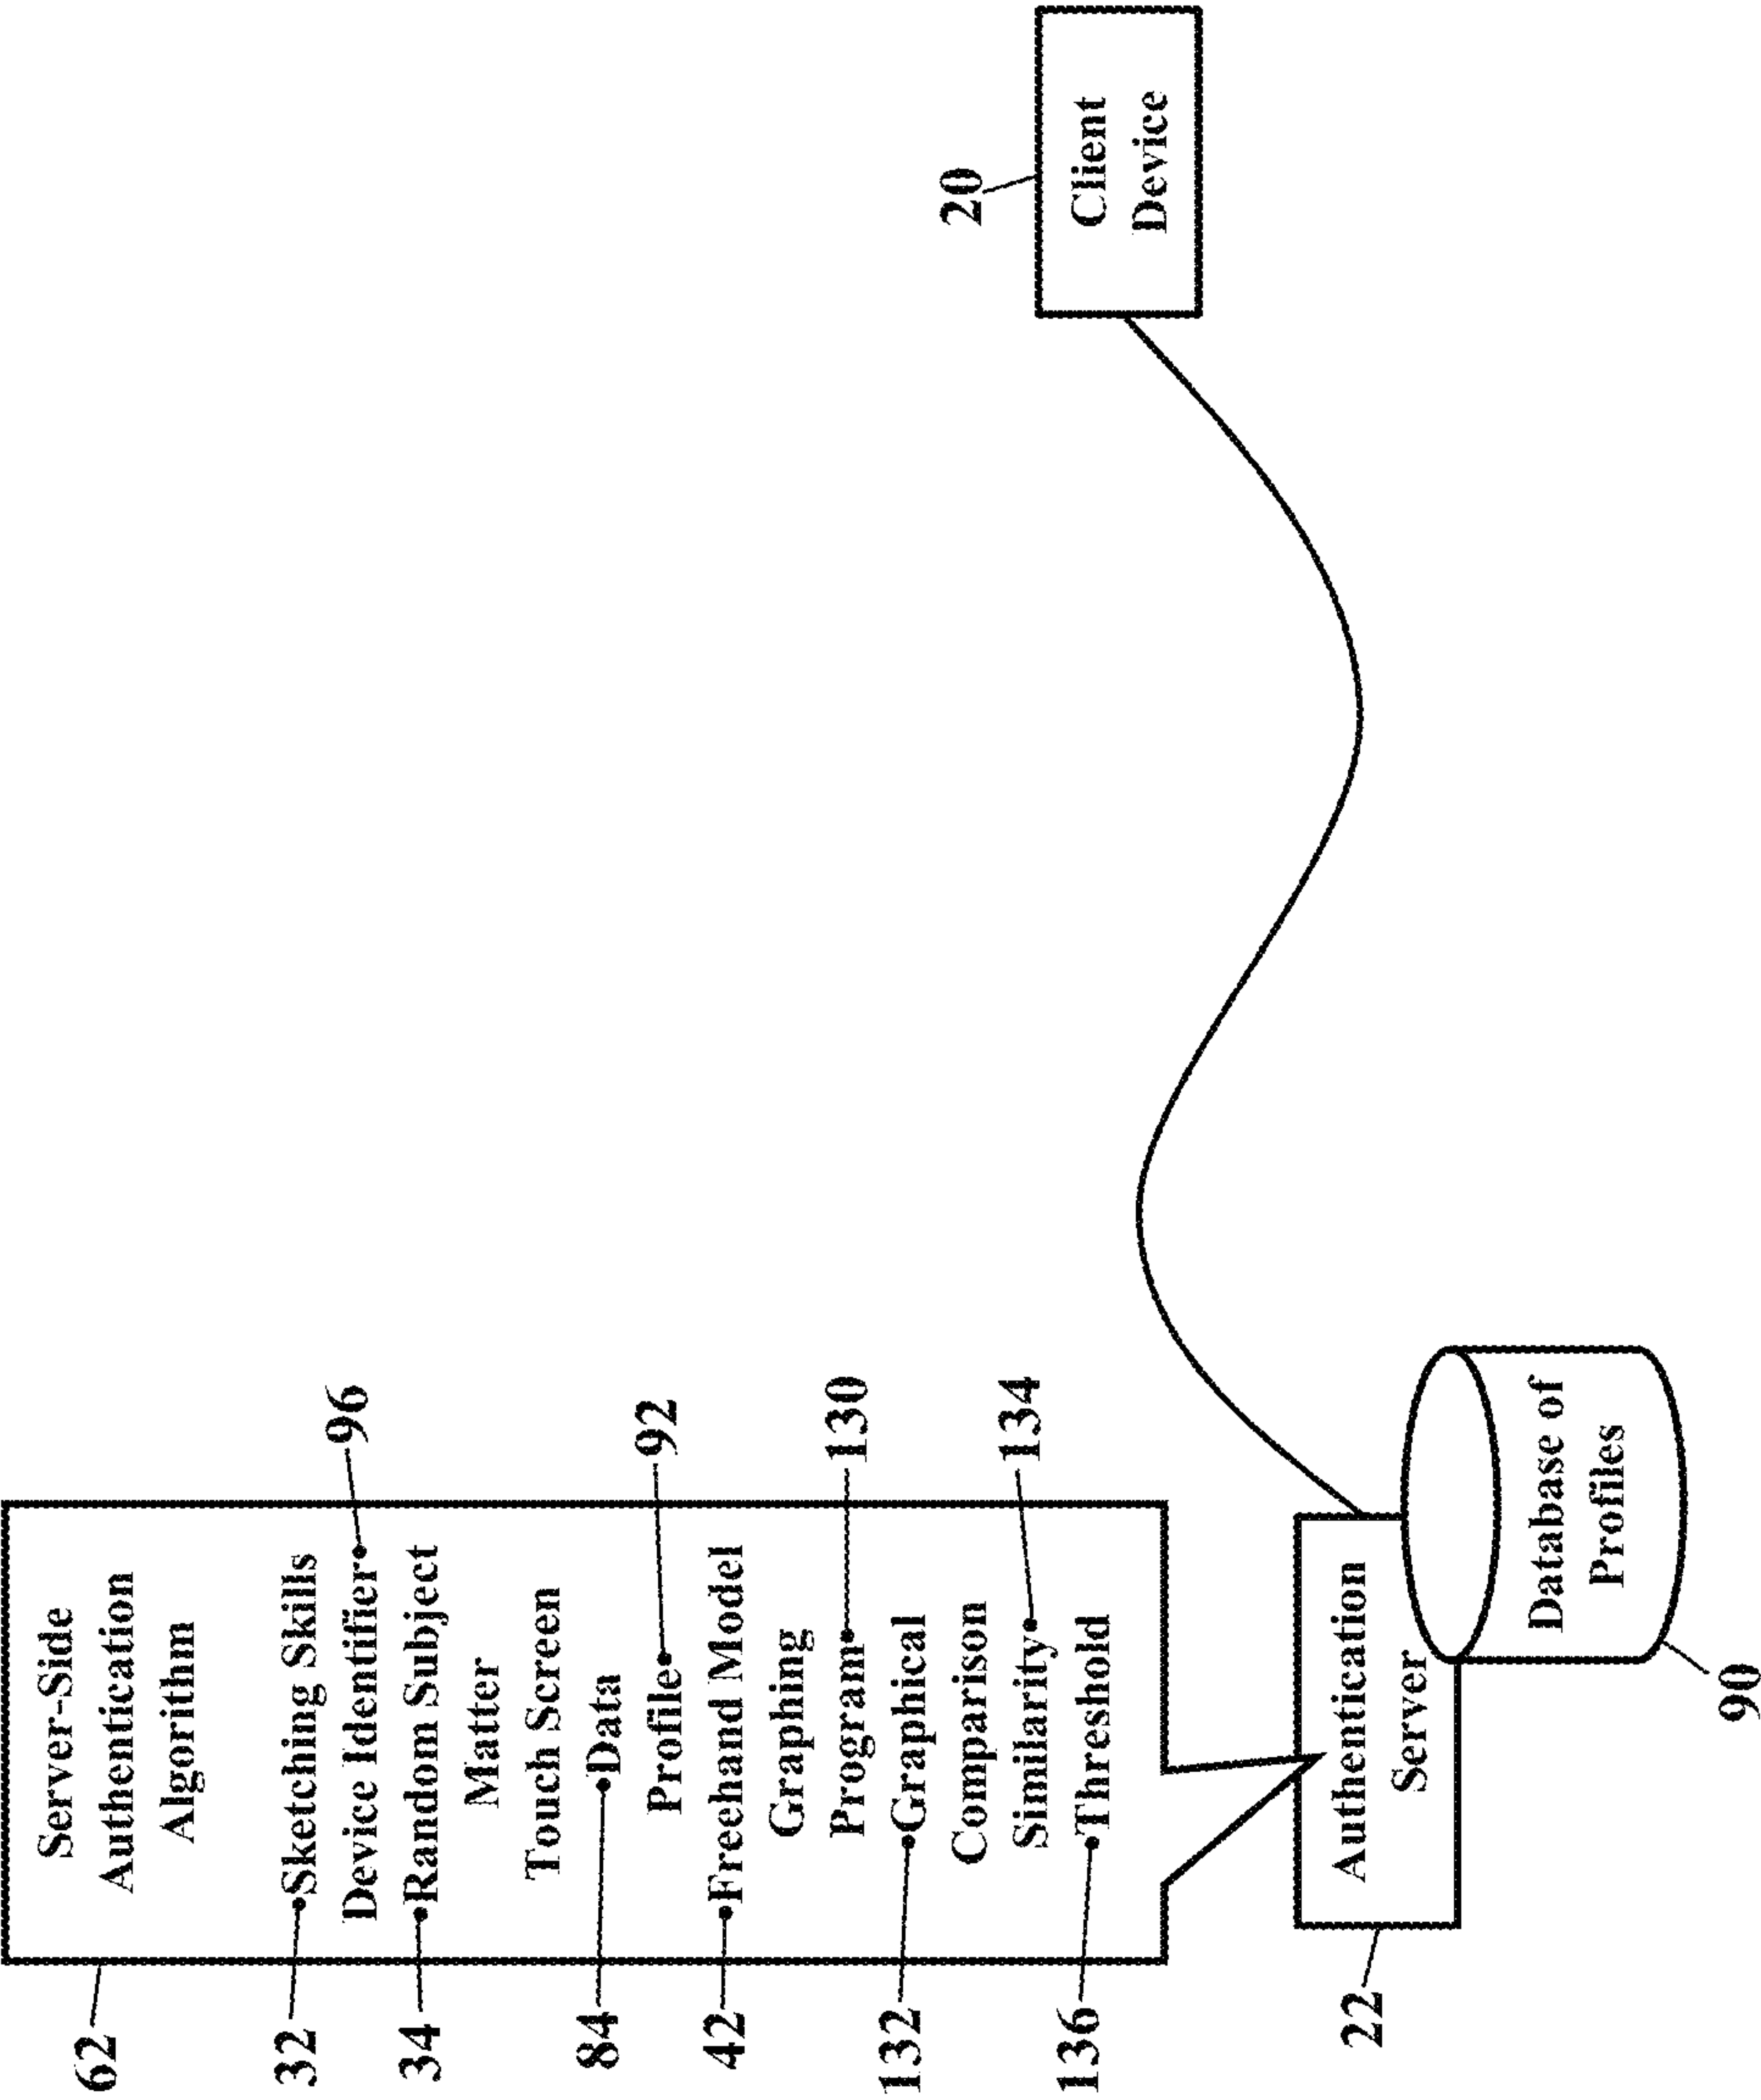 62
Server-Side
Authentication
Algorithm
32
Sketching Skills
Device Identifier
96
34
Random Subject
Matter
Touch Screen
84
Data
Profile
92
42
Freehand Model
Graphing
Program
130
132
Graphical
Comparison
Similarity
134
136
Threshold
22
Authentication
Server
Database of
Profiles
90
20
Client
Device